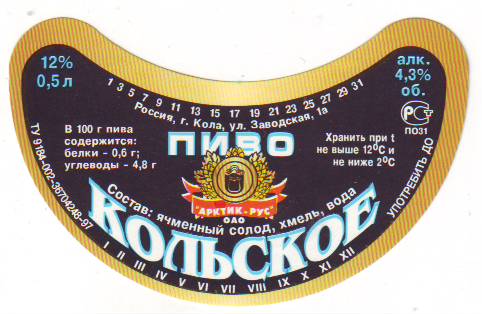 12%
0,5 л
алк.
4,3%
об.
1 3 5 7 9 11 13 15 17 19 21 23 25 27 29 31
Россия, г. Кола, ул. Заводская, 1а
РСТ
ПО31
ПИВО
В 100 г пива
содержится:
белки - 0,6 г;
углеводы - 4,8 г
Хранить при t
не выше 12°С и
не ниже 2°С
ТУ 9184-002-36704248-97
УПОТРЕБИТЬ ДО
"АРКТИК-РУС"
ОАО
Состав: ячменный солод, хмель, вода
КОЛЬСКОЕ
I II III IV V VI VII VIII IX X XI XII